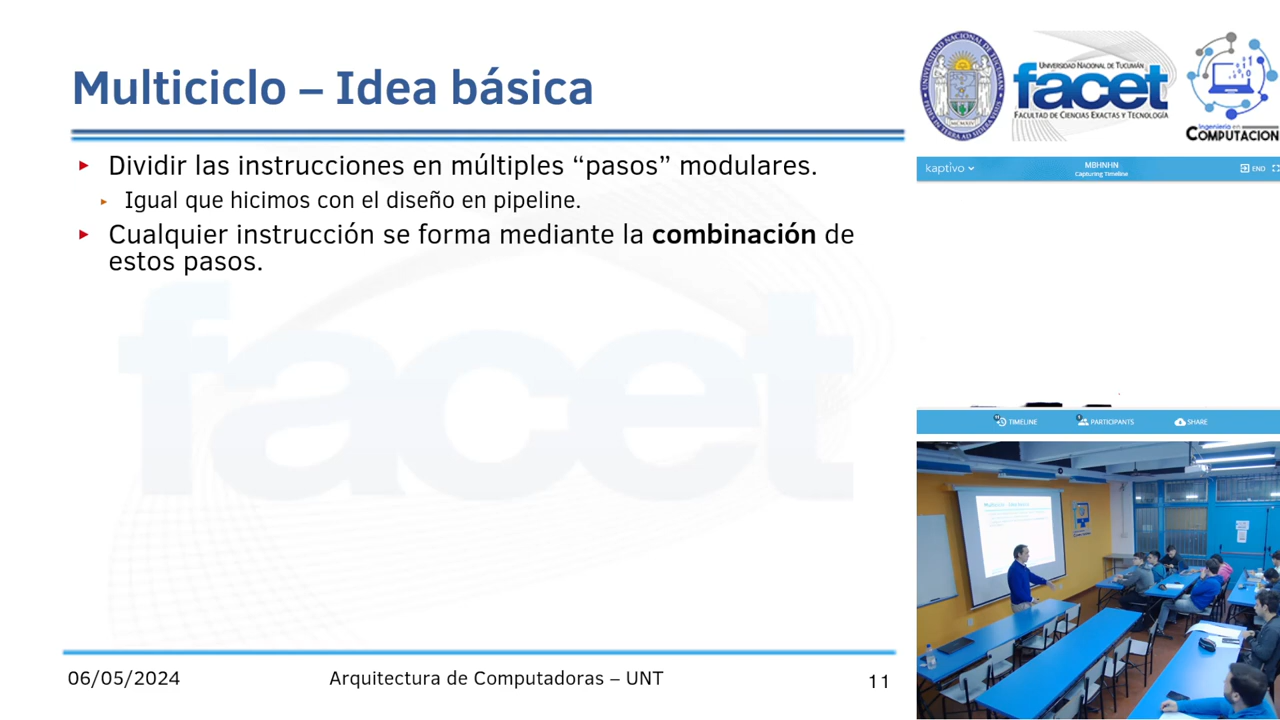 Multiciclo – Idea básica
Dividir las instrucciones en múltiples “pasos” modulares.
Igual que hicimos con el diseño en pipeline.
Cualquier instrucción se forma mediante la combinación de
estos pasos.
facet
06/05/2024
Arquitectura de Computadoras – UNT
11
UNIVERSIDAD NACIONAL DE TUCUMÁN
facet
FACULTAD DE CIENCIAS EXACTAS Y TECNOLOGÍA
Ingeniería en
COMPUTACION
kaptivo
MBHNHN
Capturing Timeline
END
TIMELINE
PARTICIPANTS
SHARE